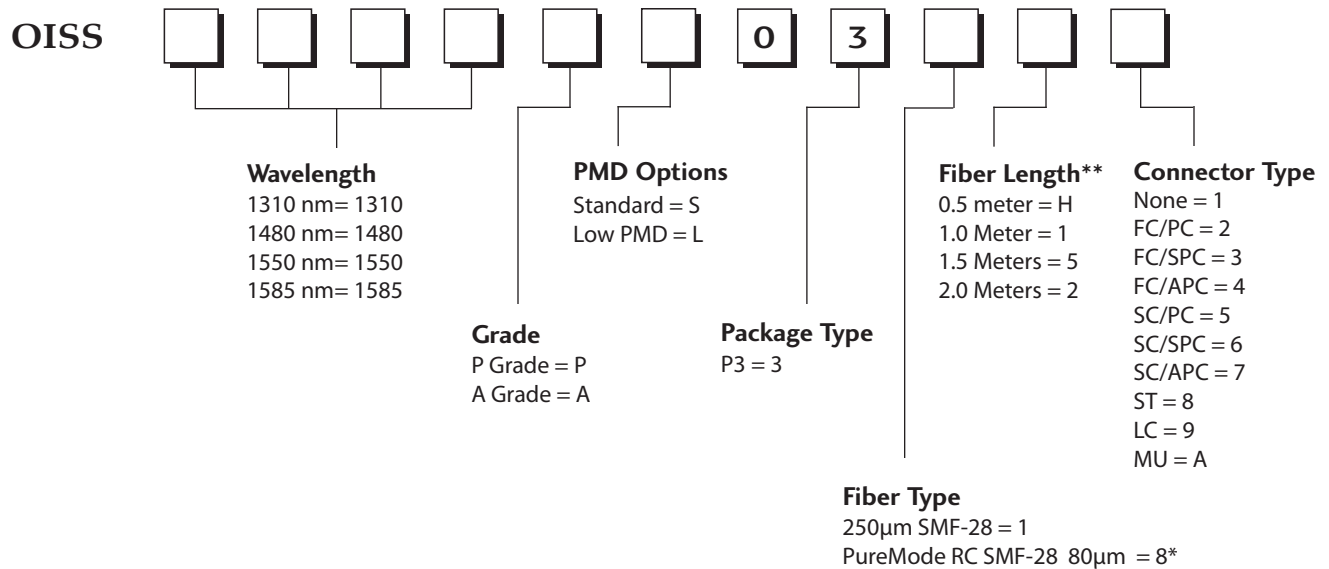 OISS 0 3
Wavelength
1310 nm= 1310
1480 nm= 1480
1550 nm= 1550
1585 nm= 1585
Grade
P Grade = P
A Grade = A
PMD Options
Standard = S
Low PMD = L
Package Type
P3 = 3
Fiber Type
250µm SMF-28 = 1
PureMode RC SMF-28 80µm = 8*
Fiber Length**
0.5 meter = H
1.0 Meter = 1
1.5 Meters = 5
2.0 Meters = 2
Connector Type
None = 1
FC/PC = 2
FC/SPC = 3
FC/APC = 4
SC/PC = 5
SC/SPC = 6
SC/APC = 7
ST = 8
LC = 9
MU = A